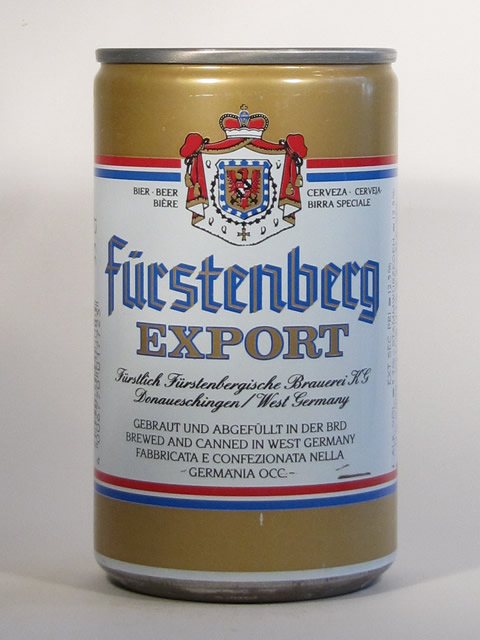 BIER · BEER
BIÈRE
CERVEZA · CERVEJA
BIRRA SPECIALE
fürstenberg
EXPORT
Fürstlich Fürstenbergische Brauerei KG
Donaueschingen / West Germany
GEBRAUT UND ABGEFÜLLT IN DER BRD
BREWED AND CANNED IN WEST GERMANY
FABBRICATA E CONFEZIONATA NELLA
- GERMANIA OCC. -